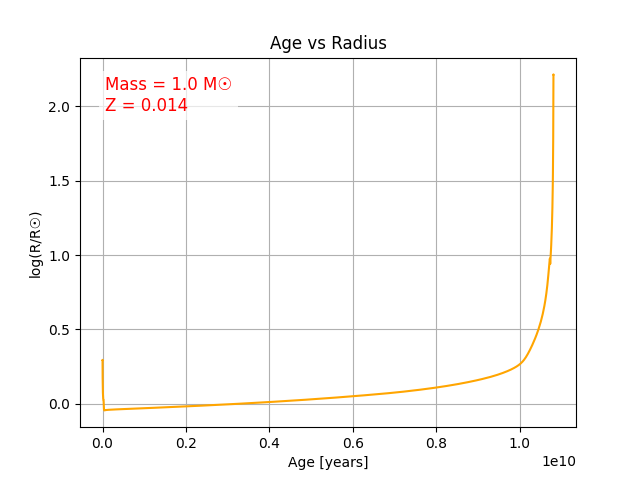 Age vs Radius
Mass = 1.0 M☉
Z = 0.014
log(R/R☉)
2.0
1.5
1.0
0.5
0.0
0.0 0.2 0.4 0.6 0.8 1.0
1e10
Age [years]